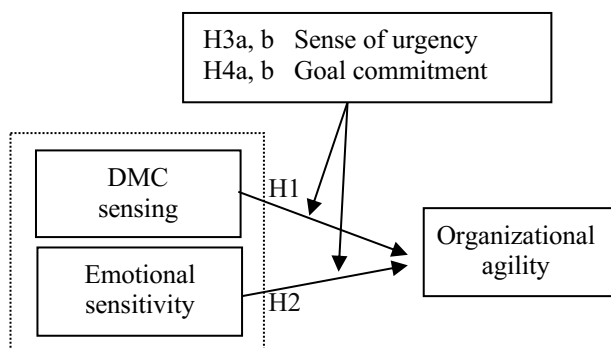 H3a, b Sense of urgency
H4a, b Goal commitment
DMC
sensing
H1
Organizational
agility
Emotional
sensitivity
H2